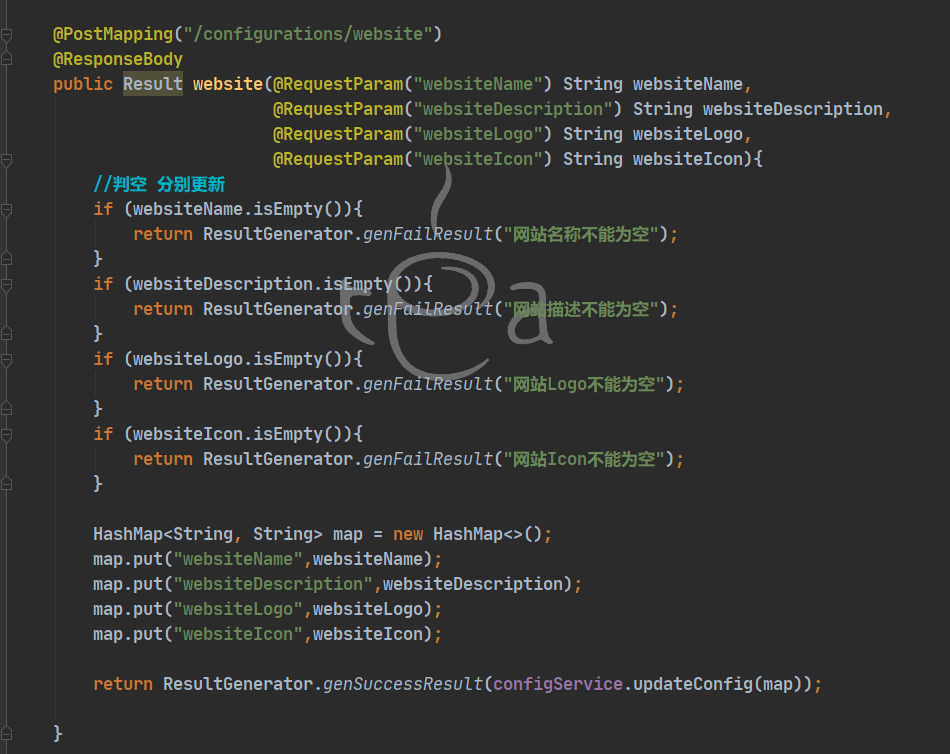 @PostMapping("/configurations/website")
@ResponseBody
public Result website(@RequestParam("websiteName") String websiteName,
@RequestParam("websiteDescription") String websiteDescription,
@RequestParam("websiteLogo") String websiteLogo,
@RequestParam("websiteIcon") String websiteIcon){
//判空 分别更新
if (websiteName.isEmpty()){
return ResultGenerator.genFailResult("网站名称不能为空");
}
if (websiteDescription.isEmpty()){
return ResultGenerator.genFailResult("网站描述不能为空");
}
if (websiteLogo.isEmpty()){
return ResultGenerator.genFailResult("网站Logo不能为空");
}
if (websiteIcon.isEmpty()){
return ResultGenerator.genFailResult("网站Icon不能为空");
}
HashMap<String, String> map = new HashMap<>();
map.put("websiteName",websiteName);
map.put("websiteDescription",websiteDescription);
map.put("websiteLogo",websiteLogo);
map.put("websiteIcon",websiteIcon);
return ResultGenerator.genSuccessResult(configService.updateConfig(map));
}